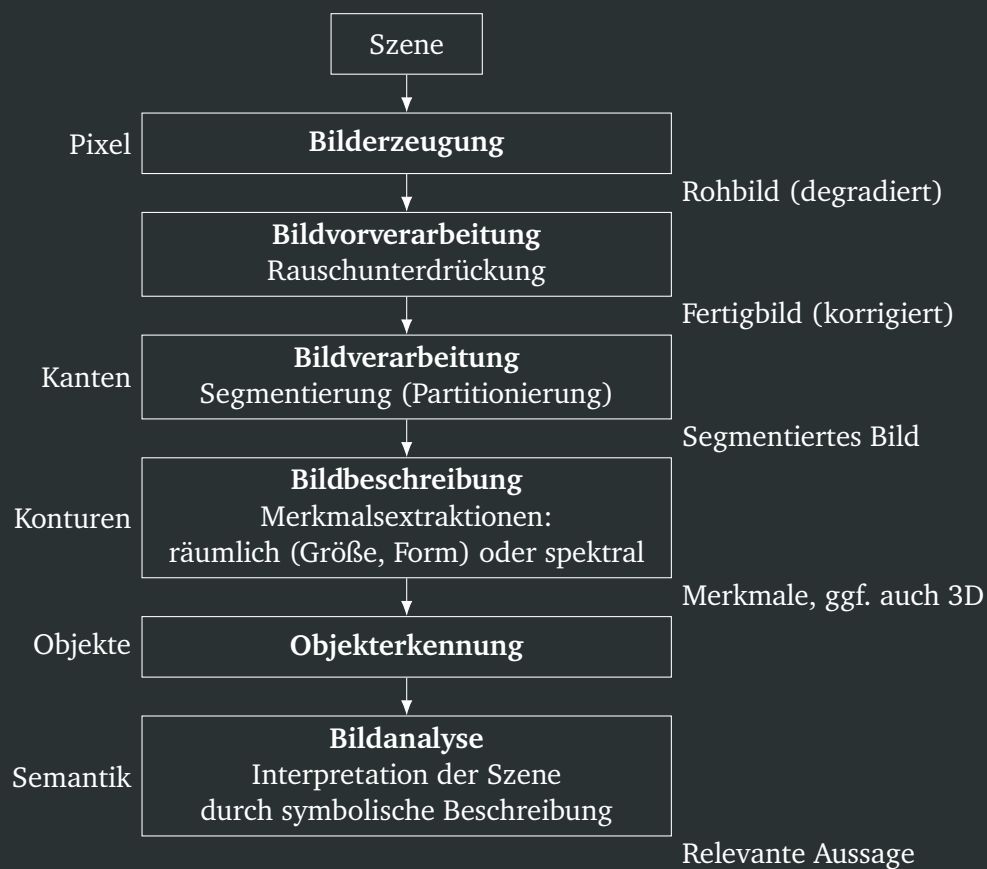 Szene
Pixel
Bilderzeugung
Rohbild (degradiert)
Bildvorverarbeitung
Rauschunterdrückung
Fertigbild (korrigiert)
Kanten
Bildverarbeitung
Segmentierung (Partitionierung)
Segmentiertes Bild
Konturen
Bildbeschreibung
Merkmalsextraktionen:
räumlich (Größe, Form) oder spektral
Merkmale, ggf. auch 3D
Objekte
Objekterkennung
Semantik
Bildanalyse
Interpretation der Szene
durch symbolische Beschreibung
Relevante Aussage